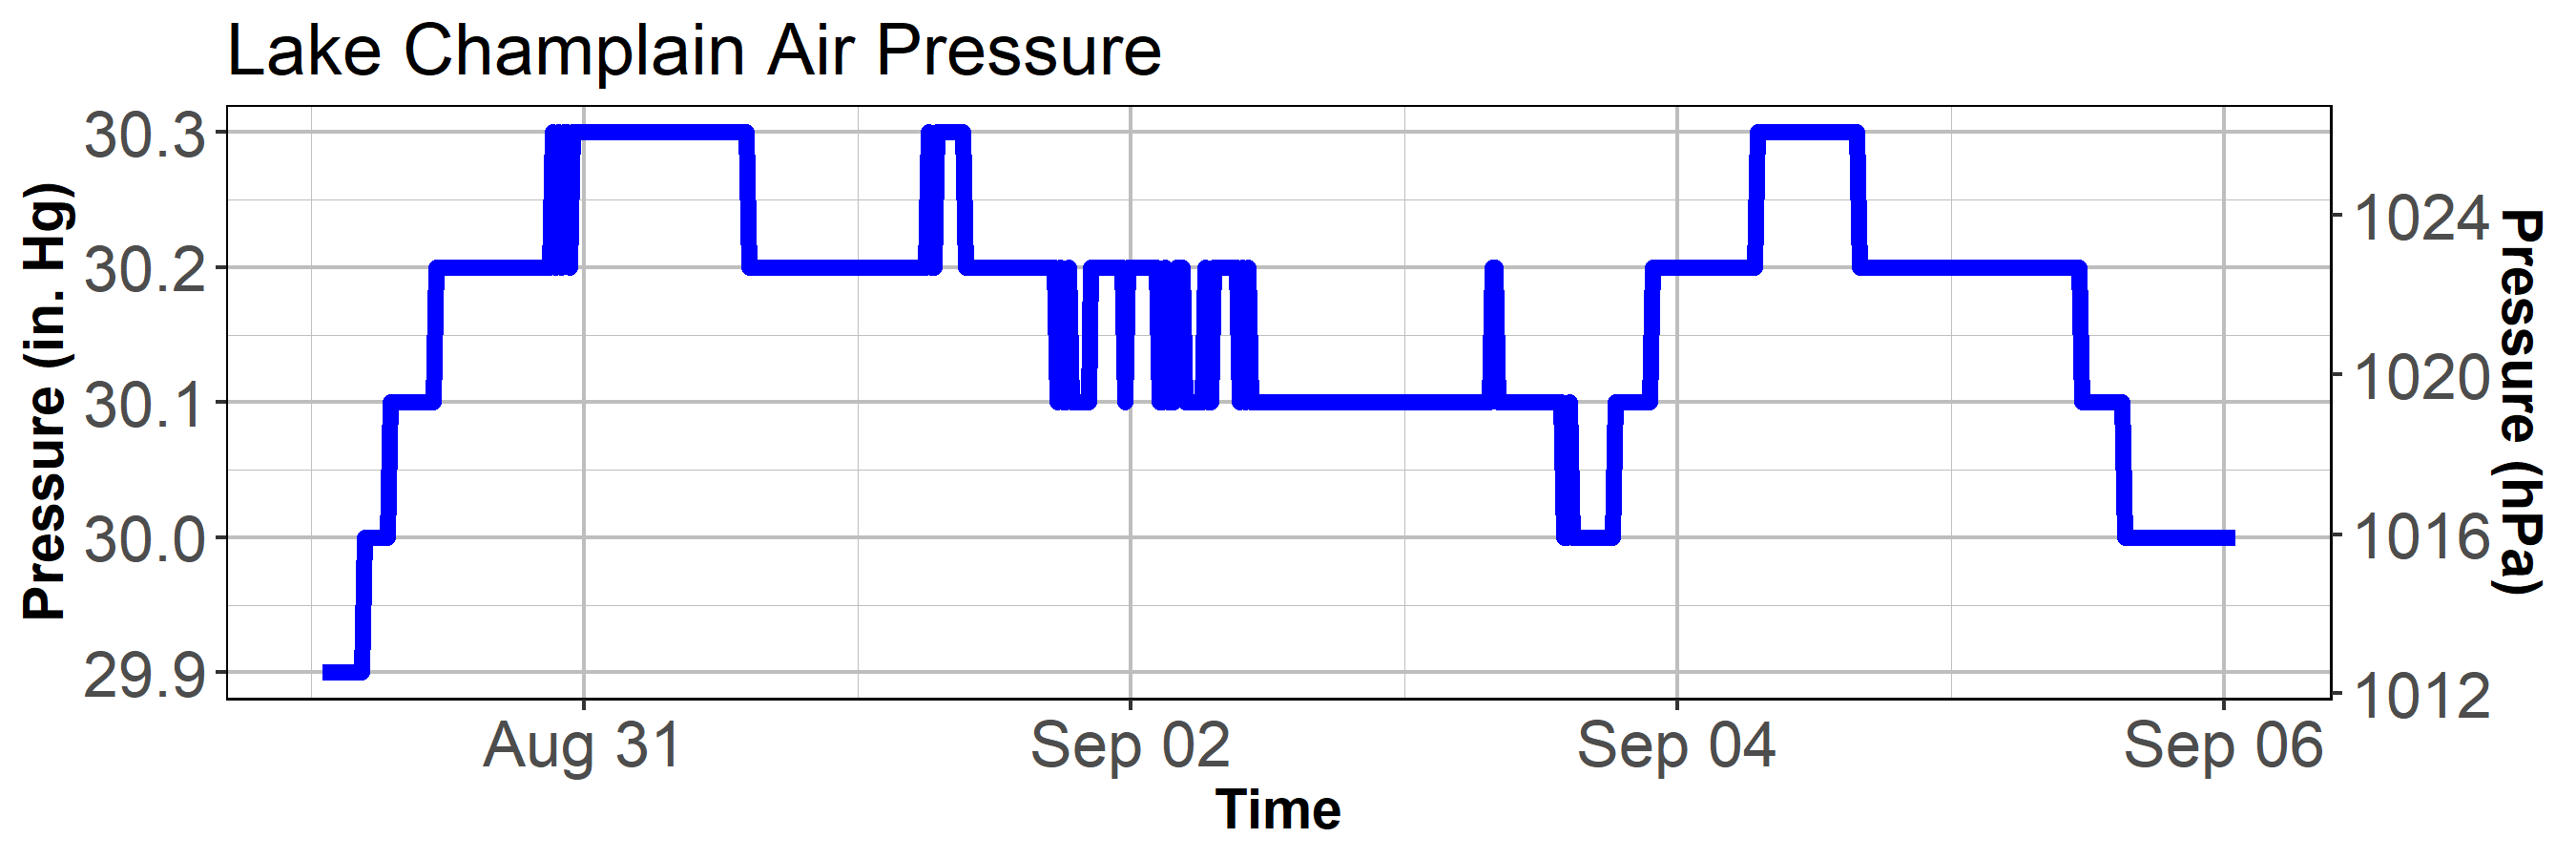 Lake Champlain Air Pressure
Pressure (in. Hg)
30.3
30.2
30.1
30.0
29.9
1024
1020
1016
1012
Pressure (hPa)
Aug 31 Sep 02 Sep 04 Sep 06
Time